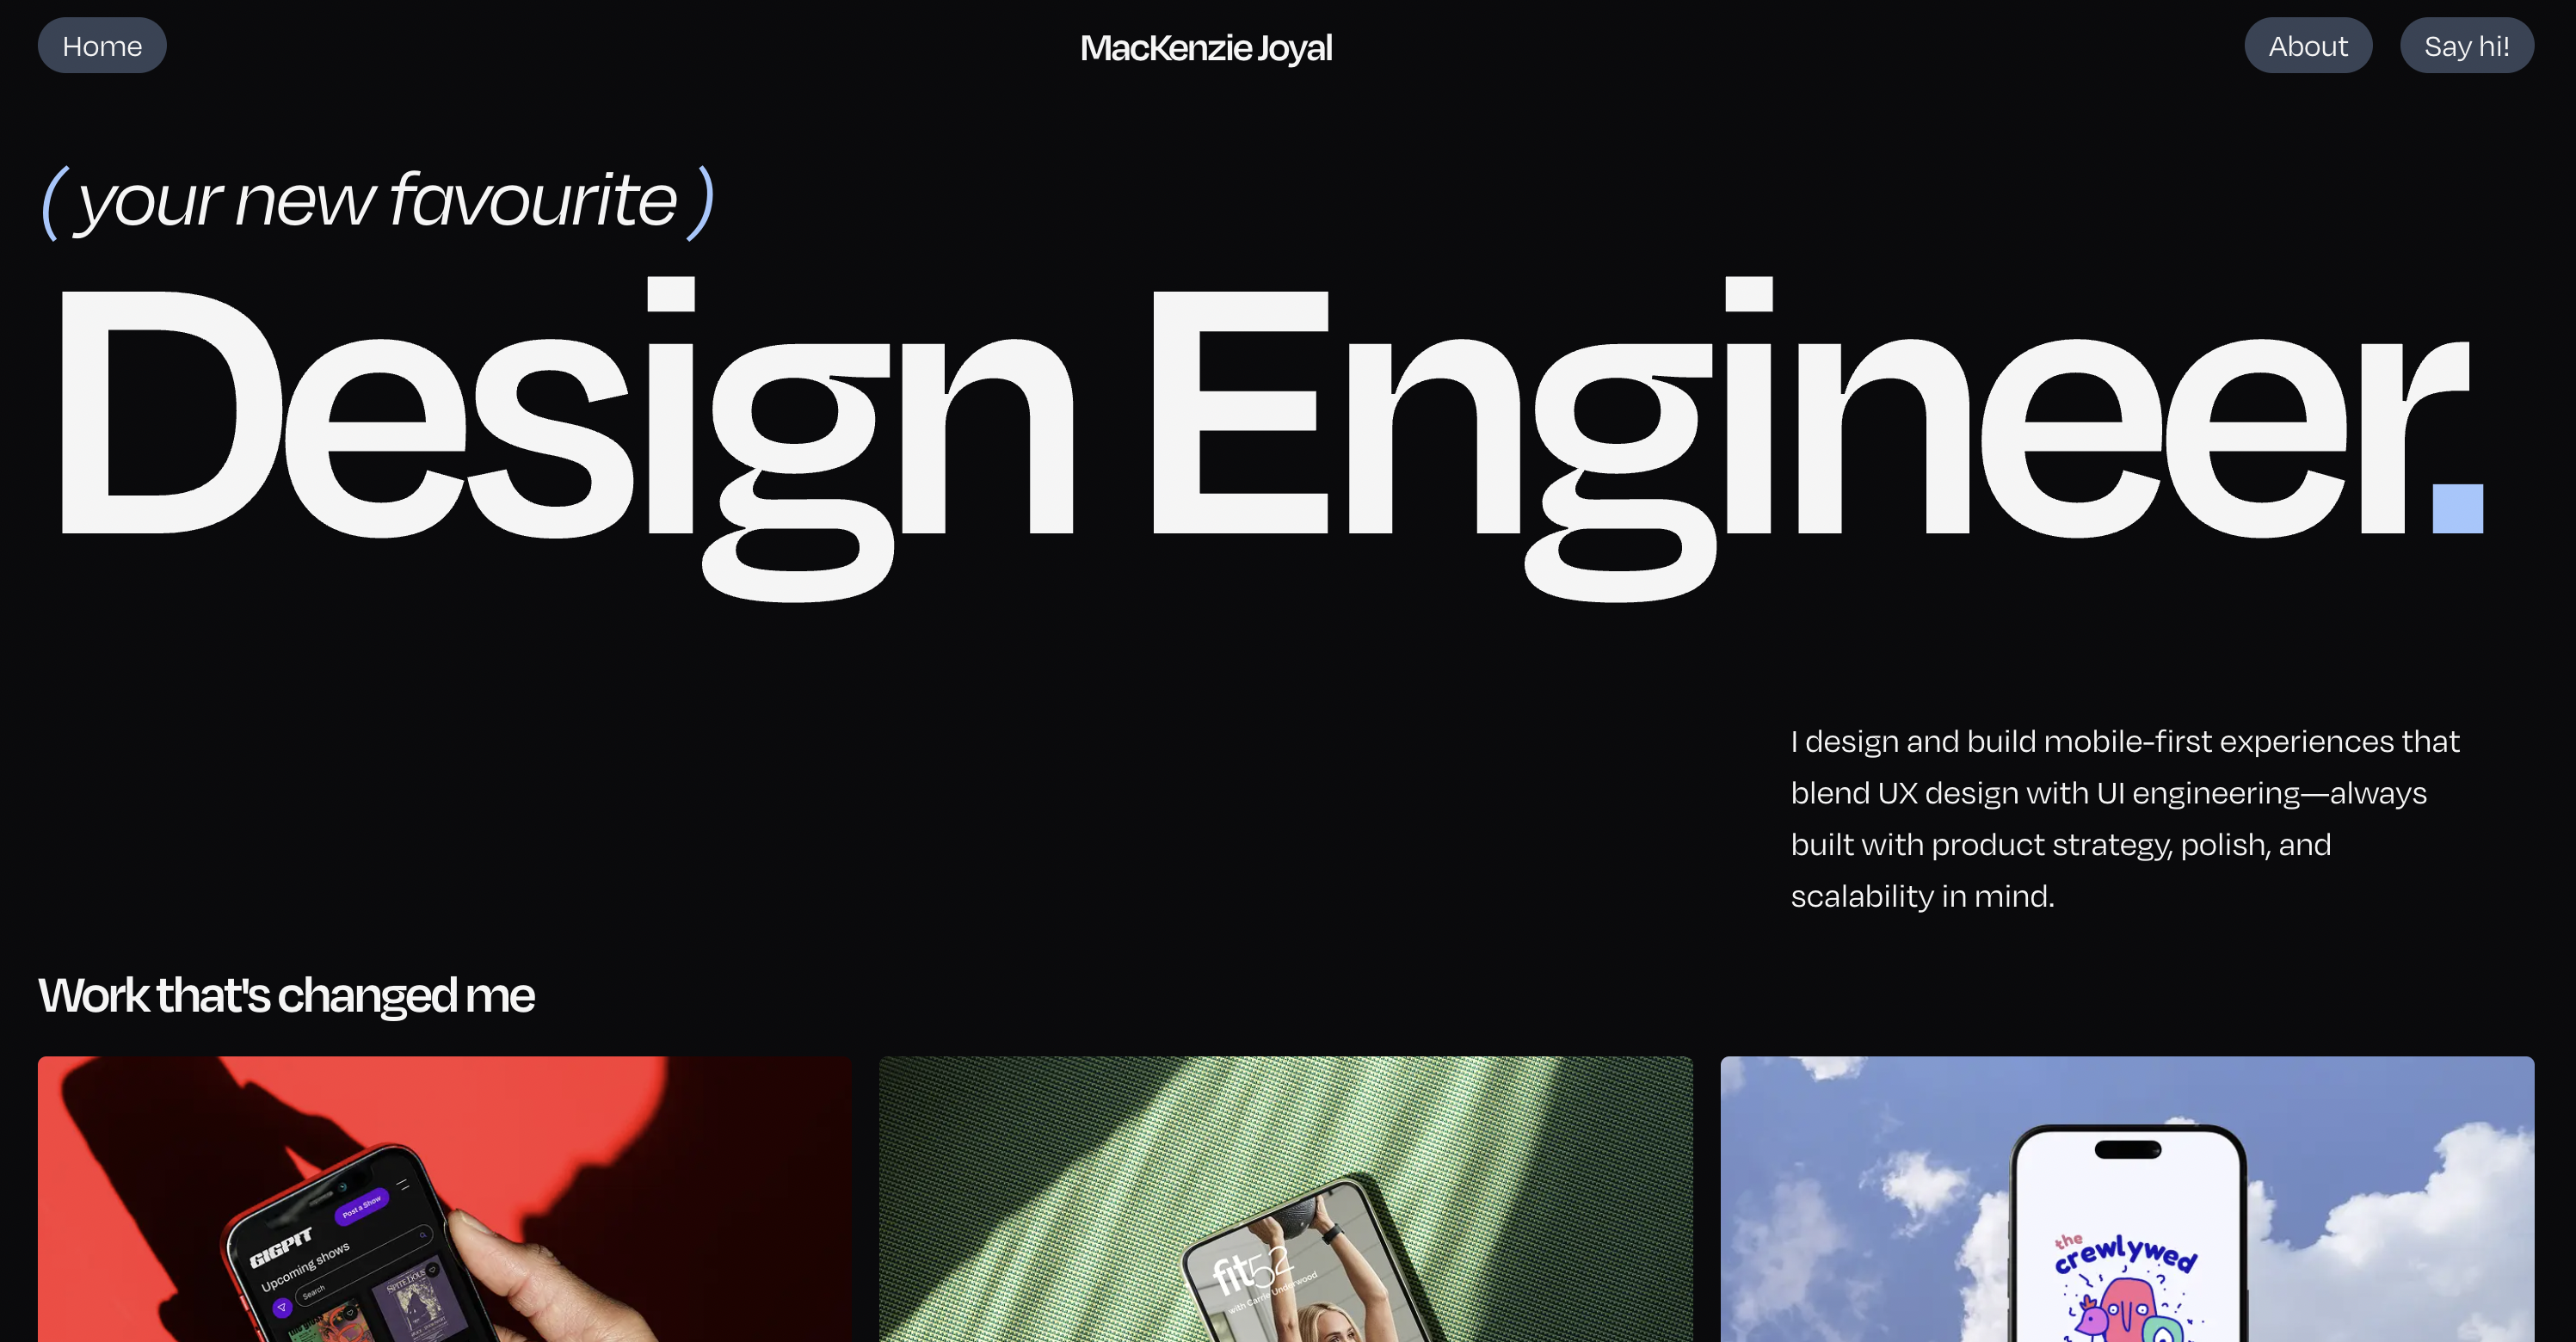 Home
MacKenzie Joyal
About
Say hi!
( your new favourite )
Design Engineer.
I design and build mobile-first experiences that
blend UX design with UI engineering—always
built with product strategy, polish, and
scalability in mind.
Work that's changed me
Post a Show
GIGPIT
Upcoming shows
Search
fit52
with Carrie Underwood
the
crewlywed